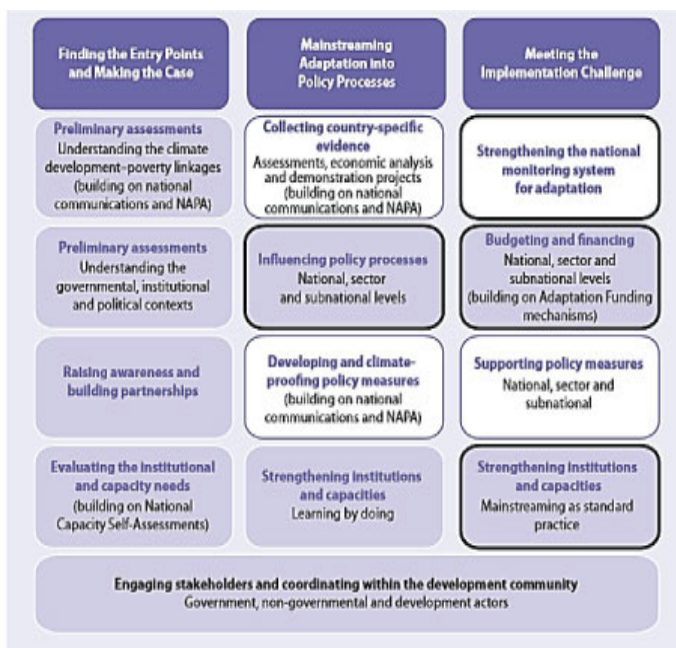 Finding the Entry Points
and Making the Case
Mainstreaming
Adaptation into
Policy Processes
Meeting the
Implementation Challenge
Preliminary assessments
Understanding the climate
development–poverty linkages
(building on national
communications and NAPA)
Collecting country-specific
evidence
Assessments, economic analysis
and demonstration projects
(building on national
communications and NAPA)
Strengthening the national
monitoring system
for adaptation
Preliminary assessments
Understanding the
governmental, institutional
and political contexts
Influencing policy processes
National, sector
and subnational levels
Budgeting and financing
National, sector and
subnational levels
(building on Adaptation Funding
mechanisms)
Raising awareness and
building partnerships
Developing and climate-
proofing policy measures
(building on national
communications and NAPA)
Supporting policy measures
National, sector and
subnational
Evaluating the institutional
and capacity needs
(building on National
Capacity Self-Assessments)
Strengthening institutions
and capacities
Learning by doing
Strengthening institutions
and capacities
Mainstreaming as standard
practice
Engaging stakeholders and coordinating within the development community
Government, non-governmental and development actors